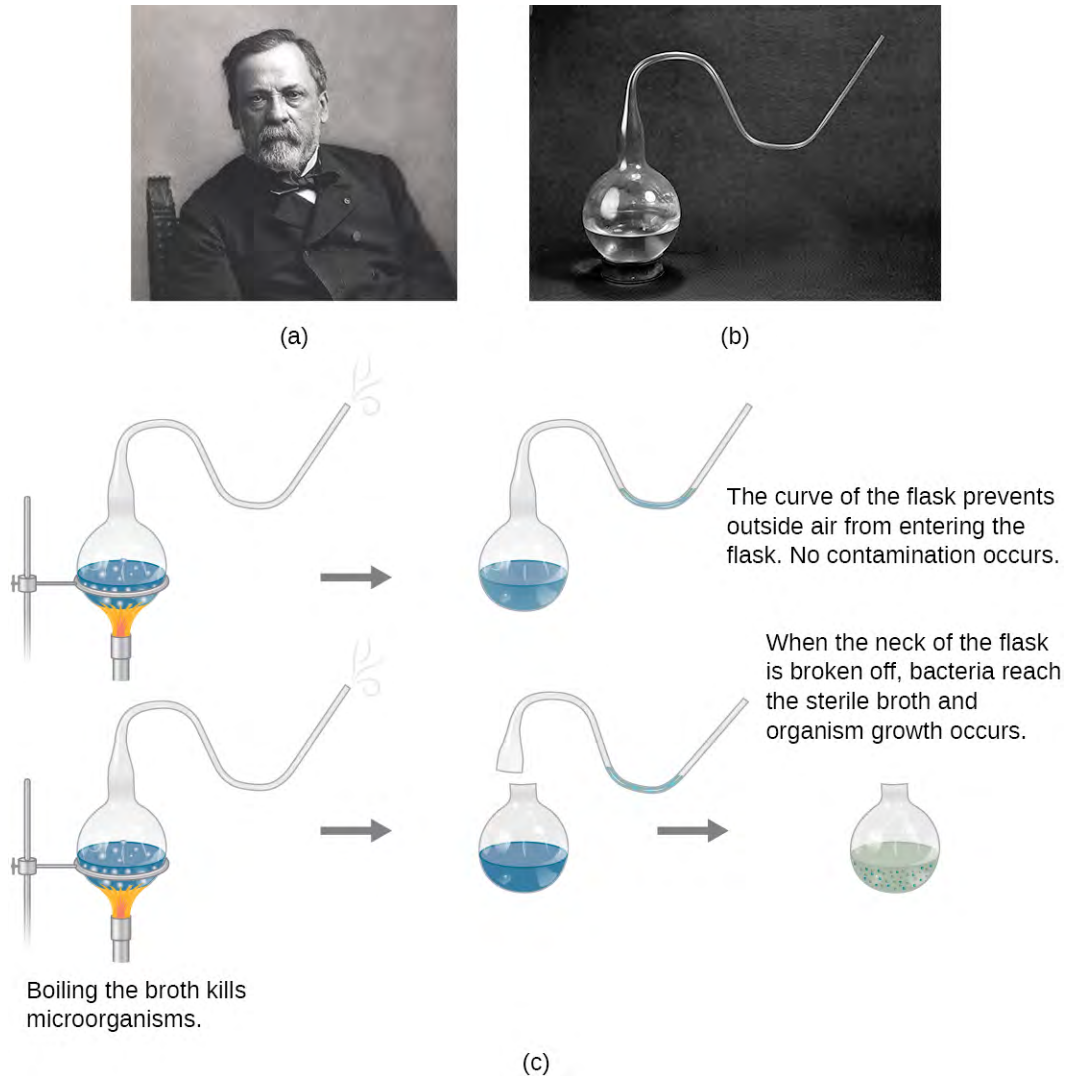 (a)
(b)
The curve of the flask prevents
outside air from entering the
flask. No contamination occurs.
When the neck of the flask
is broken off, bacteria reach
the sterile broth and
organism growth occurs.
Boiling the broth kills
microorganisms.
(c)